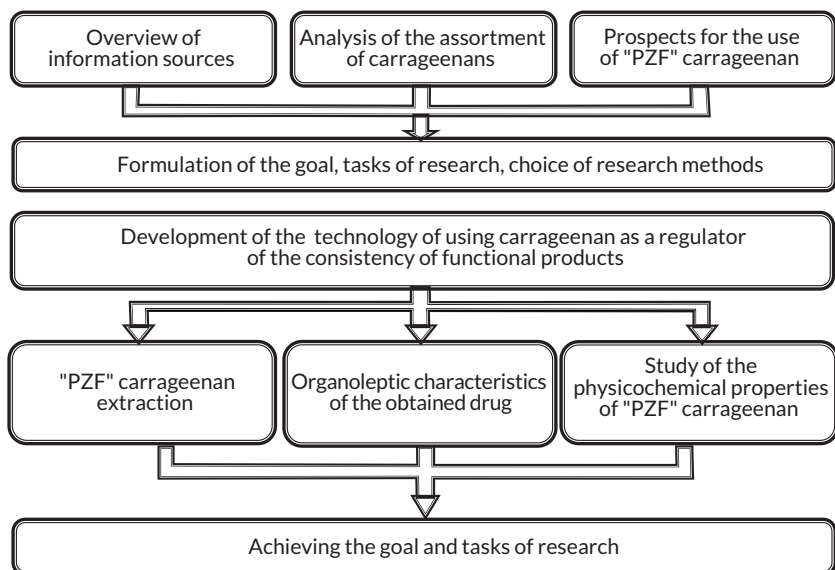 Overview of
information sources
Analysis of the assortment
of carrageenans
Prospects for the use
of "PZF" carrageenan
Formulation of the goal, tasks of research, choice of research methods
Development of the technology of using carrageenan as a regulator
of the consistency of functional products
"PZF" carrageenan
extraction
Organoleptic characteristics
of the obtained drug
Study of the
physicochemical properties
of "PZF" carrageenan
Achieving the goal and tasks of research